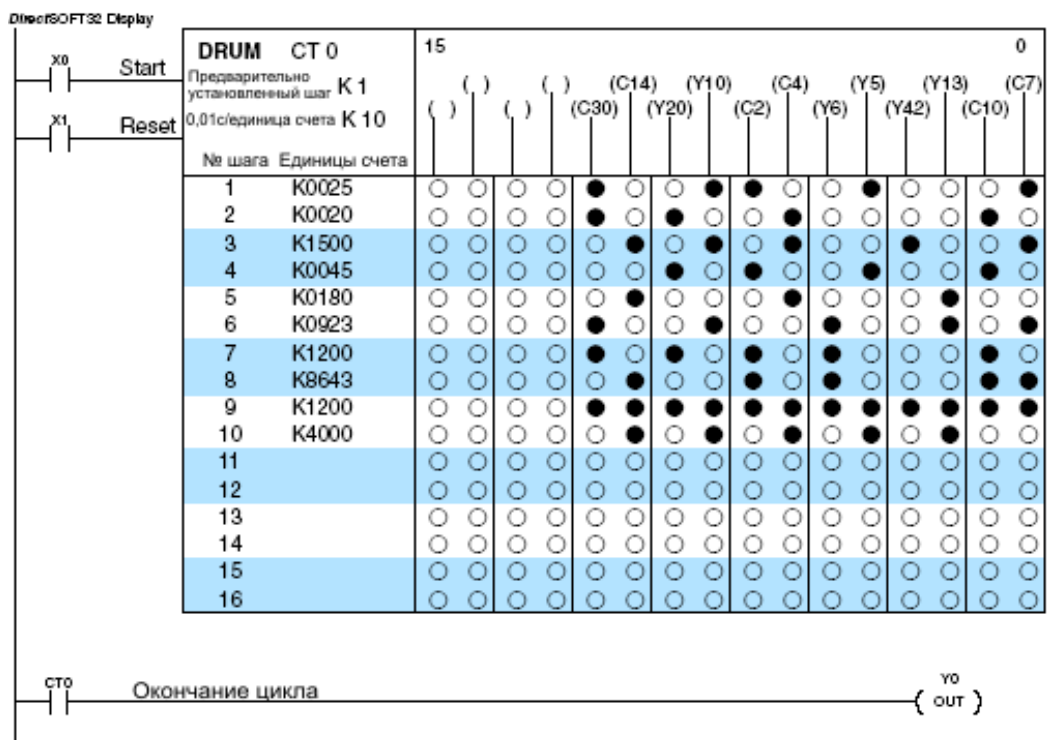 DirectSOFT32 Display
X0 Start
X1 Reset
DRUM CT 0
Предварительно
установленный шаг K 1
0,01с/единица счета K 10
№ шага Единицы счета
15 0
( ) ( ) (C14) (Y10) (C4) (Y5) (Y13) (C7)
( ) ( ) (C30) (Y20) (C2) (Y6) (Y42) (C10)
1 K0025
2 K0020
3 K1500
4 K0045
5 K0180
6 K0923
7 K1200
8 K8643
9 K1200
10 K4000
11
12
13
14
15
16
CT0 Окончание цикла Y0
OUT